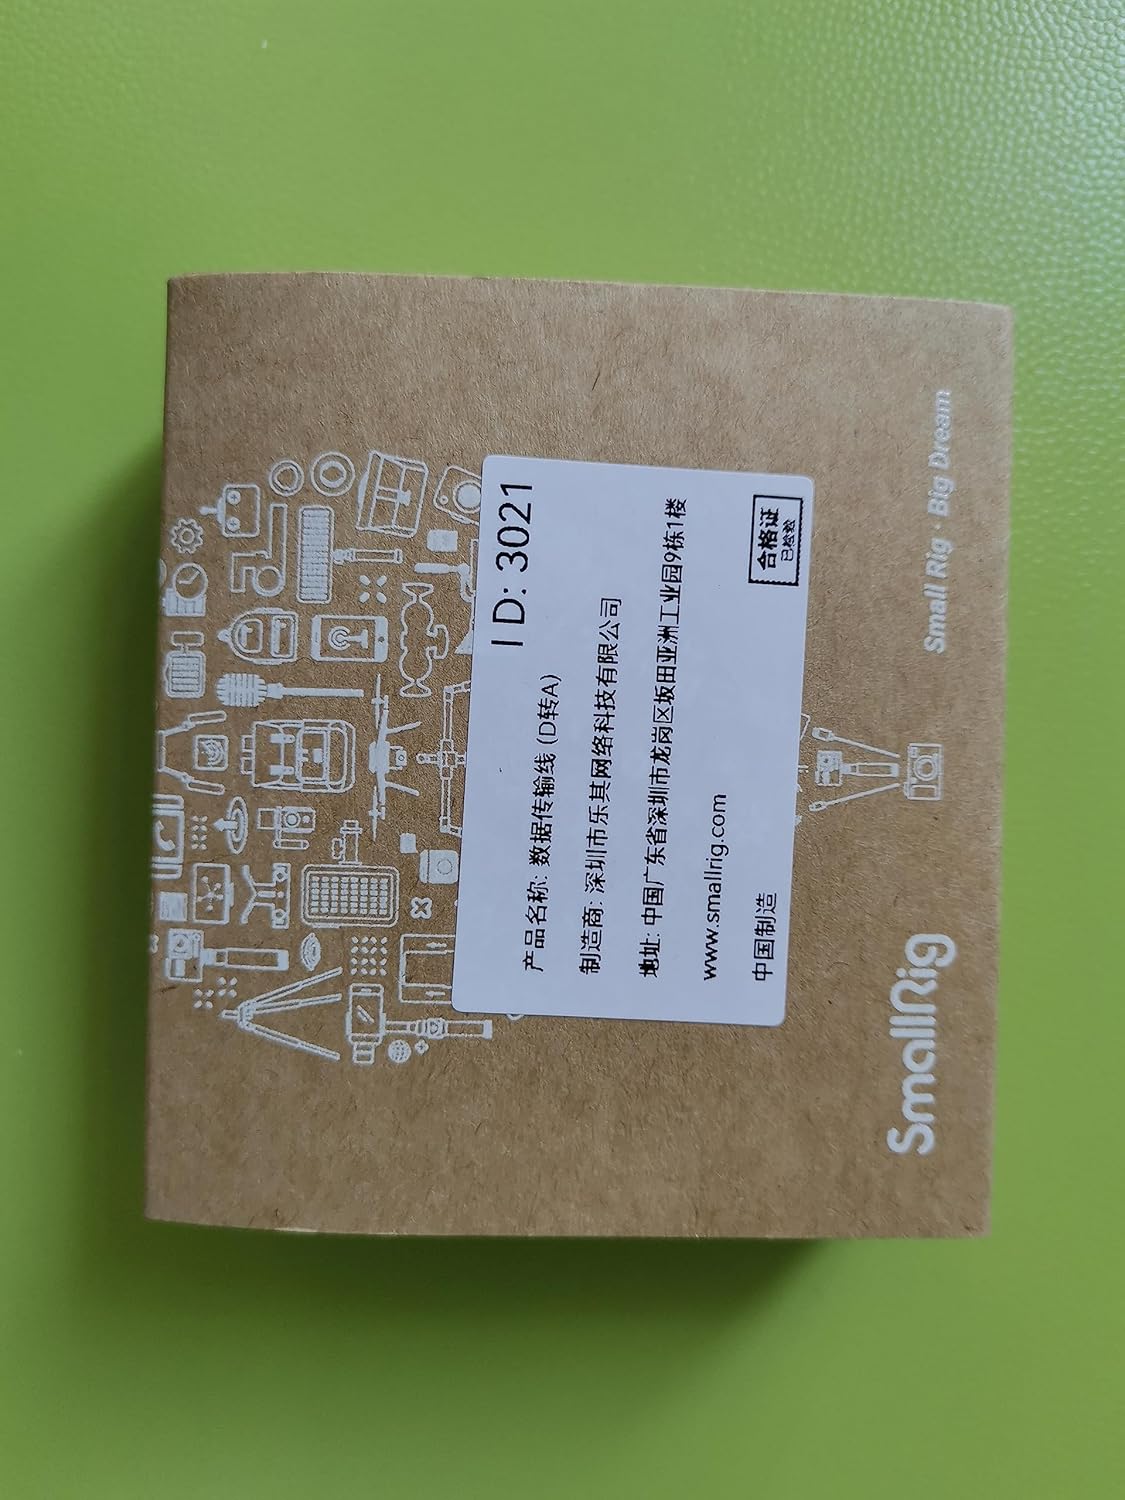 ID: 3021
产品名称: 数据传输线 (D转A)
制造商: 深圳市乐其网络科技有限公司
地址: 中国广东省深圳市龙岗区坂田亚洲工业园9栋1楼
www.smallrig.com
中国制造
合格证
已检验
SmallRig
Small Rig · Big Dream